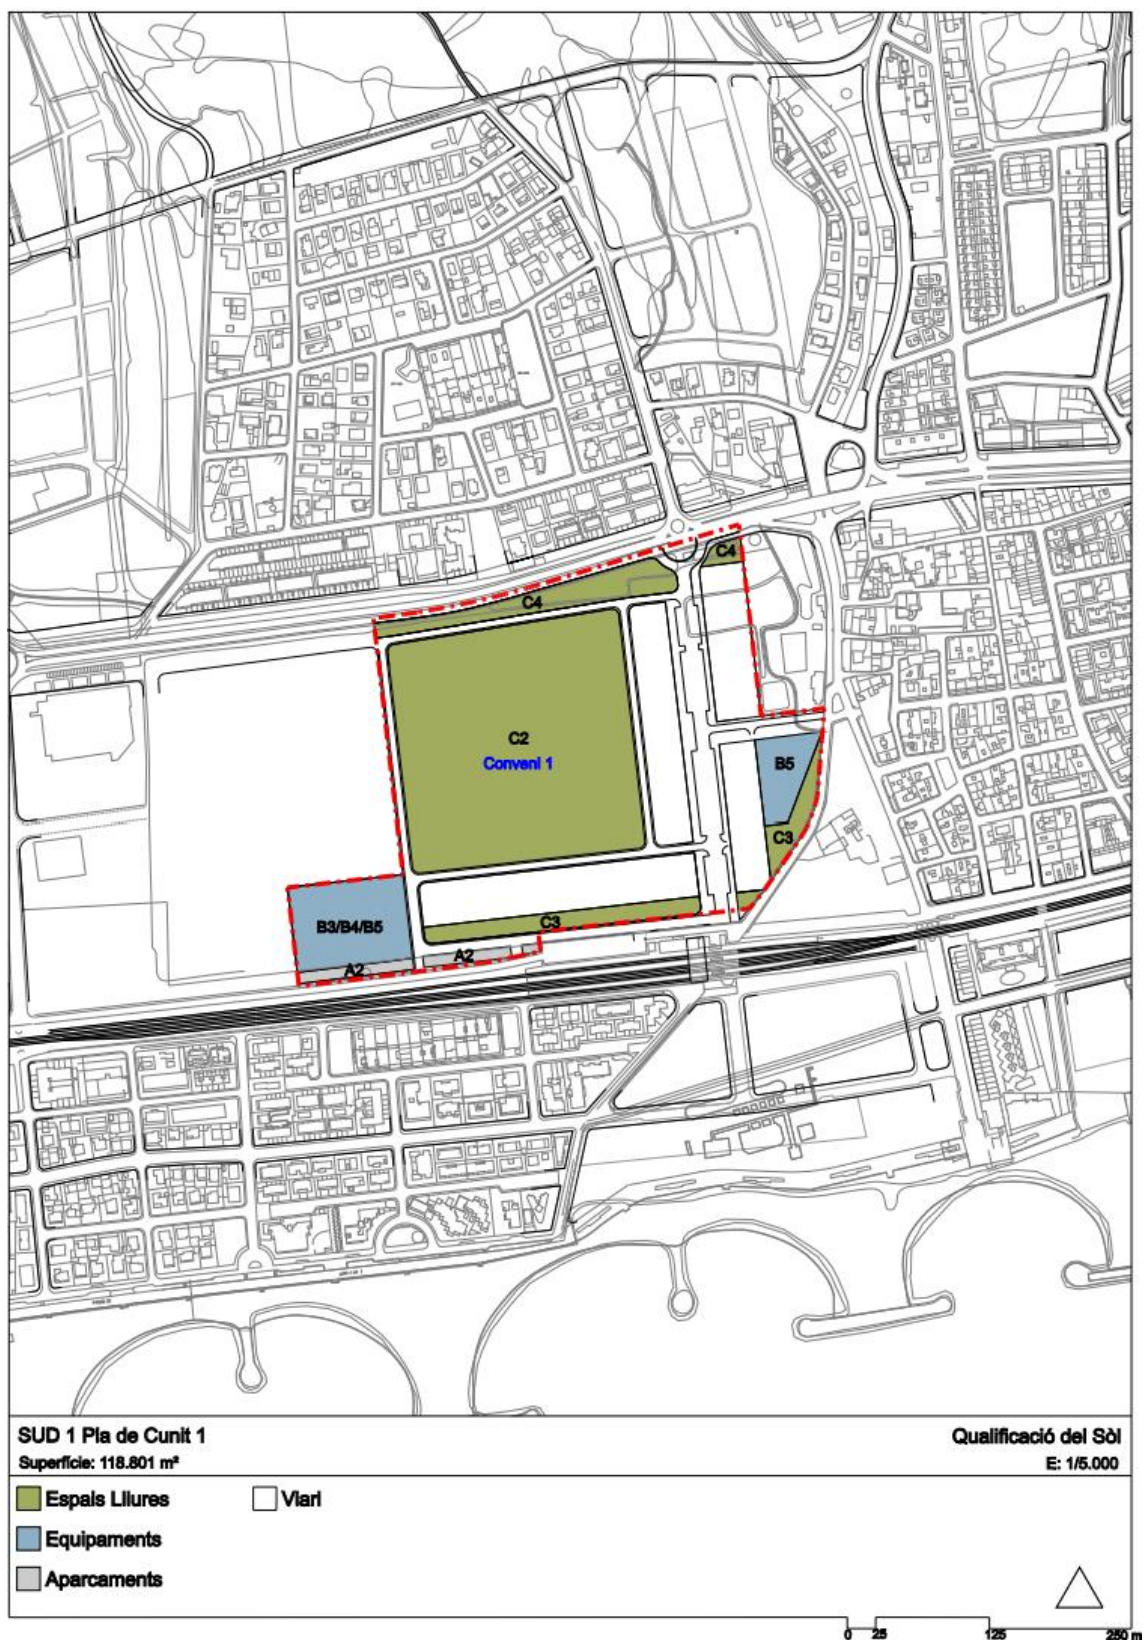 C4
C4
C2
Conveni 1
B5
C3
B3/B4/B5
C3
A2
A2
SUD 1 Pla de Cunit 1
Qualificació del Sòl
Superfície: 118.801 m²
E: 1/5.000
Espais Lliures
Viari
Equipaments
Aparcaments
0 25 125 250 m